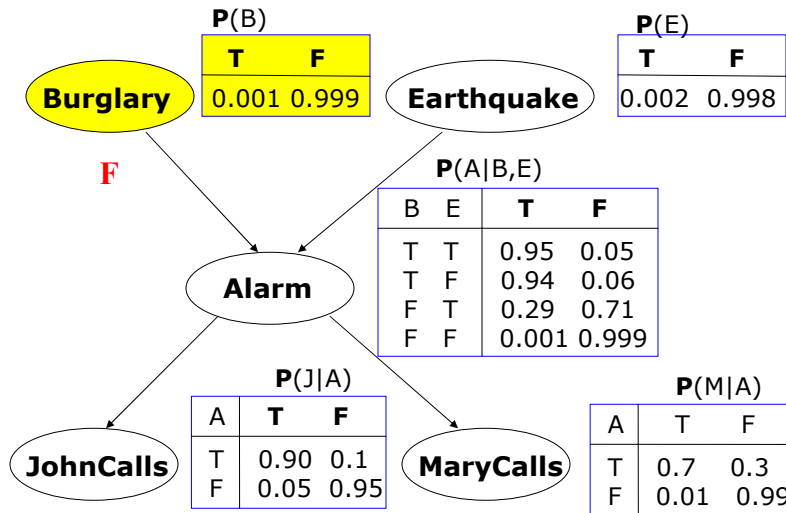 P(B)
P(E)
T F
T F
Burglary
0.001 0.999
Earthquake
0.002 0.998
F
P(A|B,E)
B E T F
T T 0.95 0.05
T F 0.94 0.06
F T 0.29 0.71
F F 0.001 0.999
Alarm
P(J|A)
A T F
T 0.90 0.1
F 0.05 0.95
P(M|A)
A T F
T 0.7 0.3
F 0.01 0.99
JohnCalls
MaryCalls